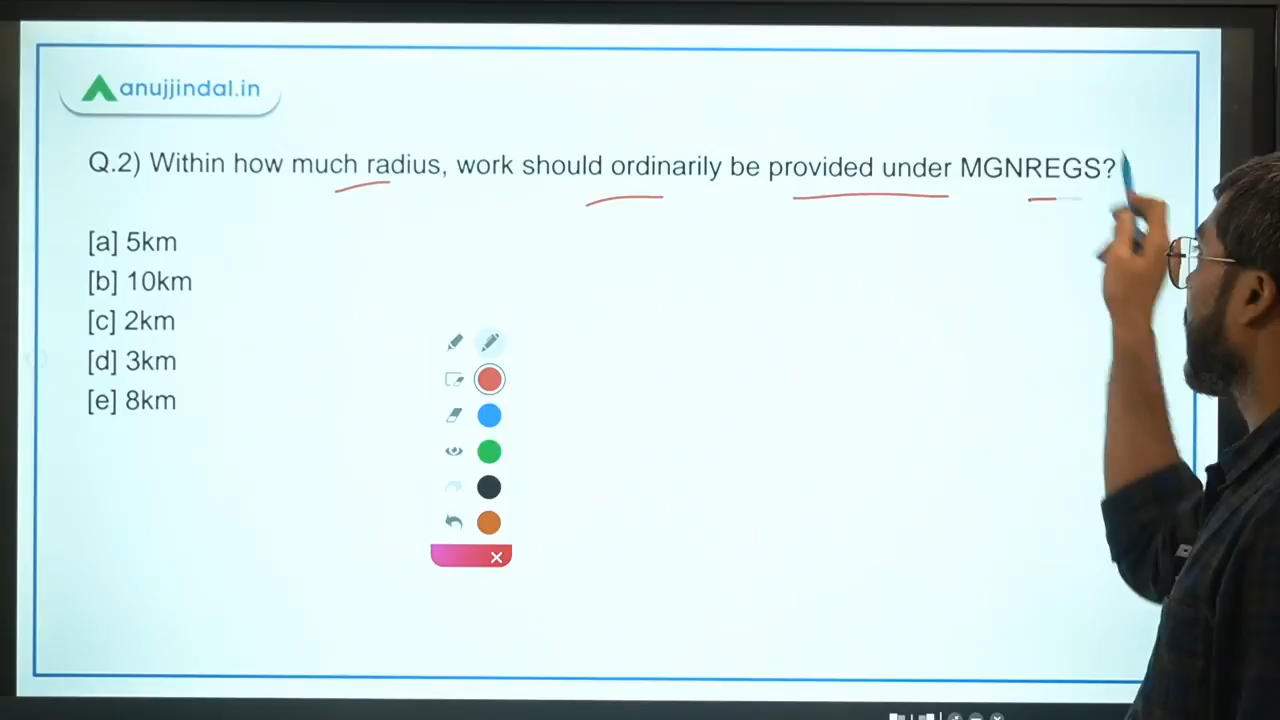 anujjindal.in
Q.2) Within how much radius, work should ordinarily be provided under MGNREGS?
[a] 5km
[b] 10km
[c] 2km
[d] 3km
[e] 8km